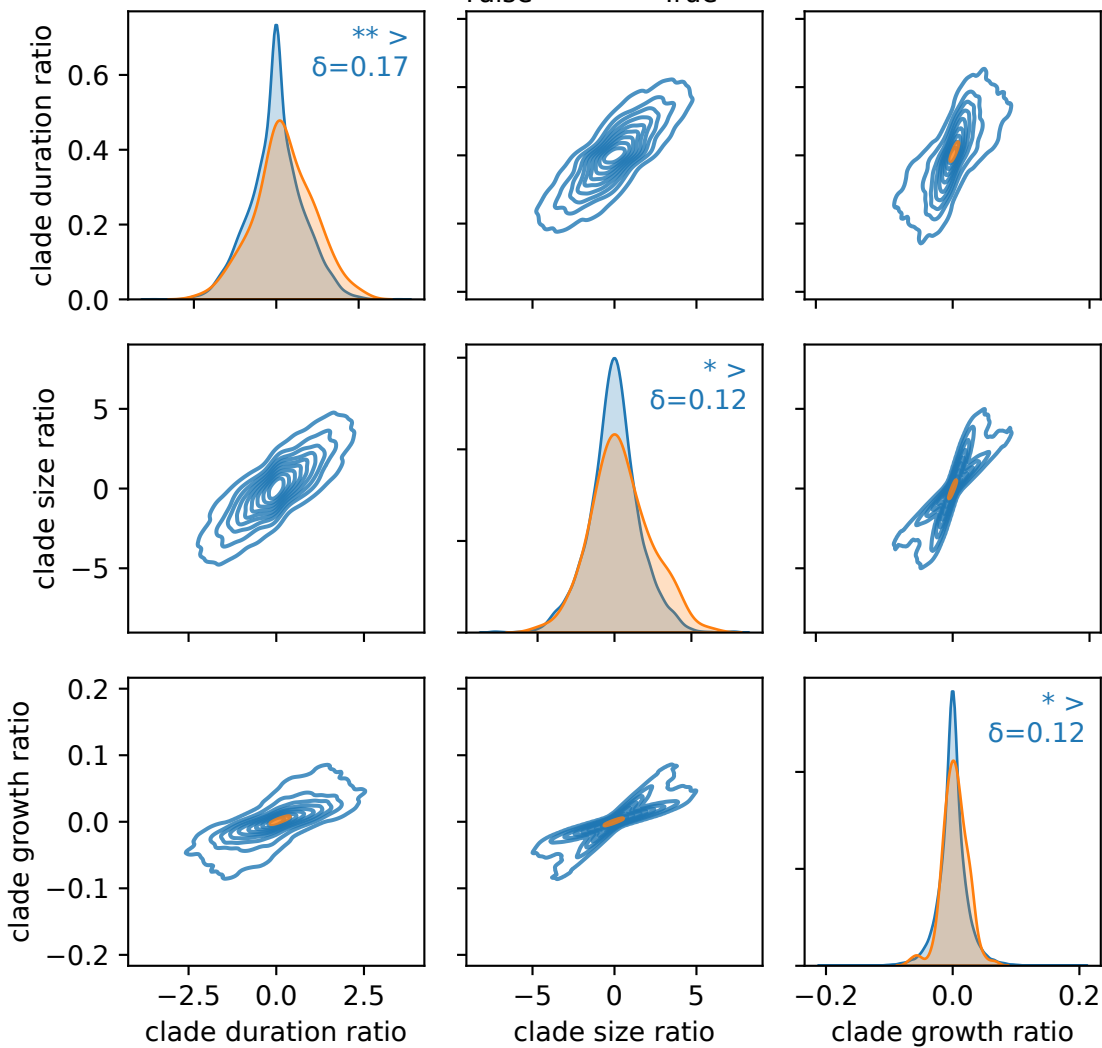 clade duration ratio
0.6
0.4
0.2
0.0
** >
δ=0.17
clade size ratio
5
0
−5
* >
δ=0.12
clade growth ratio
0.2
0.1
0.0
−0.1
−0.2
* >
δ=0.12
−2.5 0.0 2.5
−5 0 5
−0.2 0.0 0.2
clade duration ratio
clade size ratio
clade growth ratio